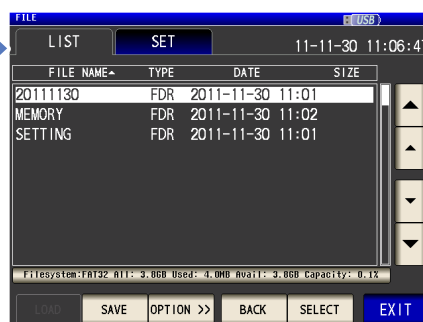 FILE USB
LIST SET 11-11-30 11:06:47
FILE NAME TYPE DATE SIZE
20111130 FDR 2011-11-30 11:01
MEMORY FDR 2011-11-30 11:02
SETTING FDR 2011-11-30 11:01
Filesystem:FAT32 All: 3.8GB Used: 4.0MB Avail: 3.8GB Capacity: 0.1%
LOAD SAVE OPTION >> BACK SELECT EXIT